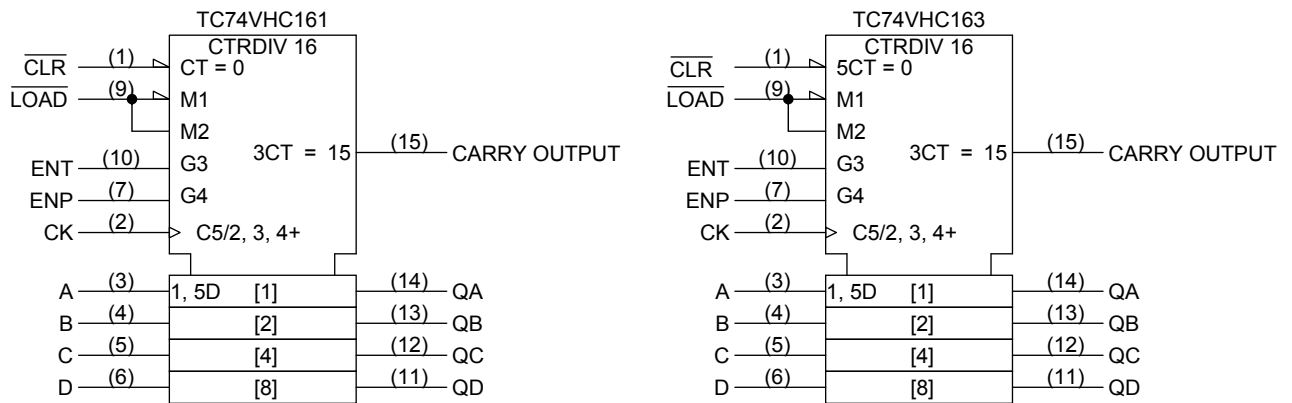 TC74VHC161
CTRDIV 16
CLR (1) CT = 0
LOAD (9) M1
M2
3CT = 15 (15) CARRY OUTPUT
ENT (10) G3
ENP (7) G4
CK (2) C5/2, 3, 4+
A (3) 1, 5D [1] (14) QA
B (4) [2] (13) QB
C (5) [4] (12) QC
D (6) [8] (11) QD
TC74VHC163
CTRDIV 16
CLR (1) 5CT = 0
LOAD (9) M1
M2
3CT = 15 (15) CARRY OUTPUT
ENT (10) G3
ENP (7) G4
CK (2) C5/2, 3, 4+
A (3) 1, 5D [1] (14) QA
B (4) [2] (13) QB
C (5) [4] (12) QC
D (6) [8] (11) QD